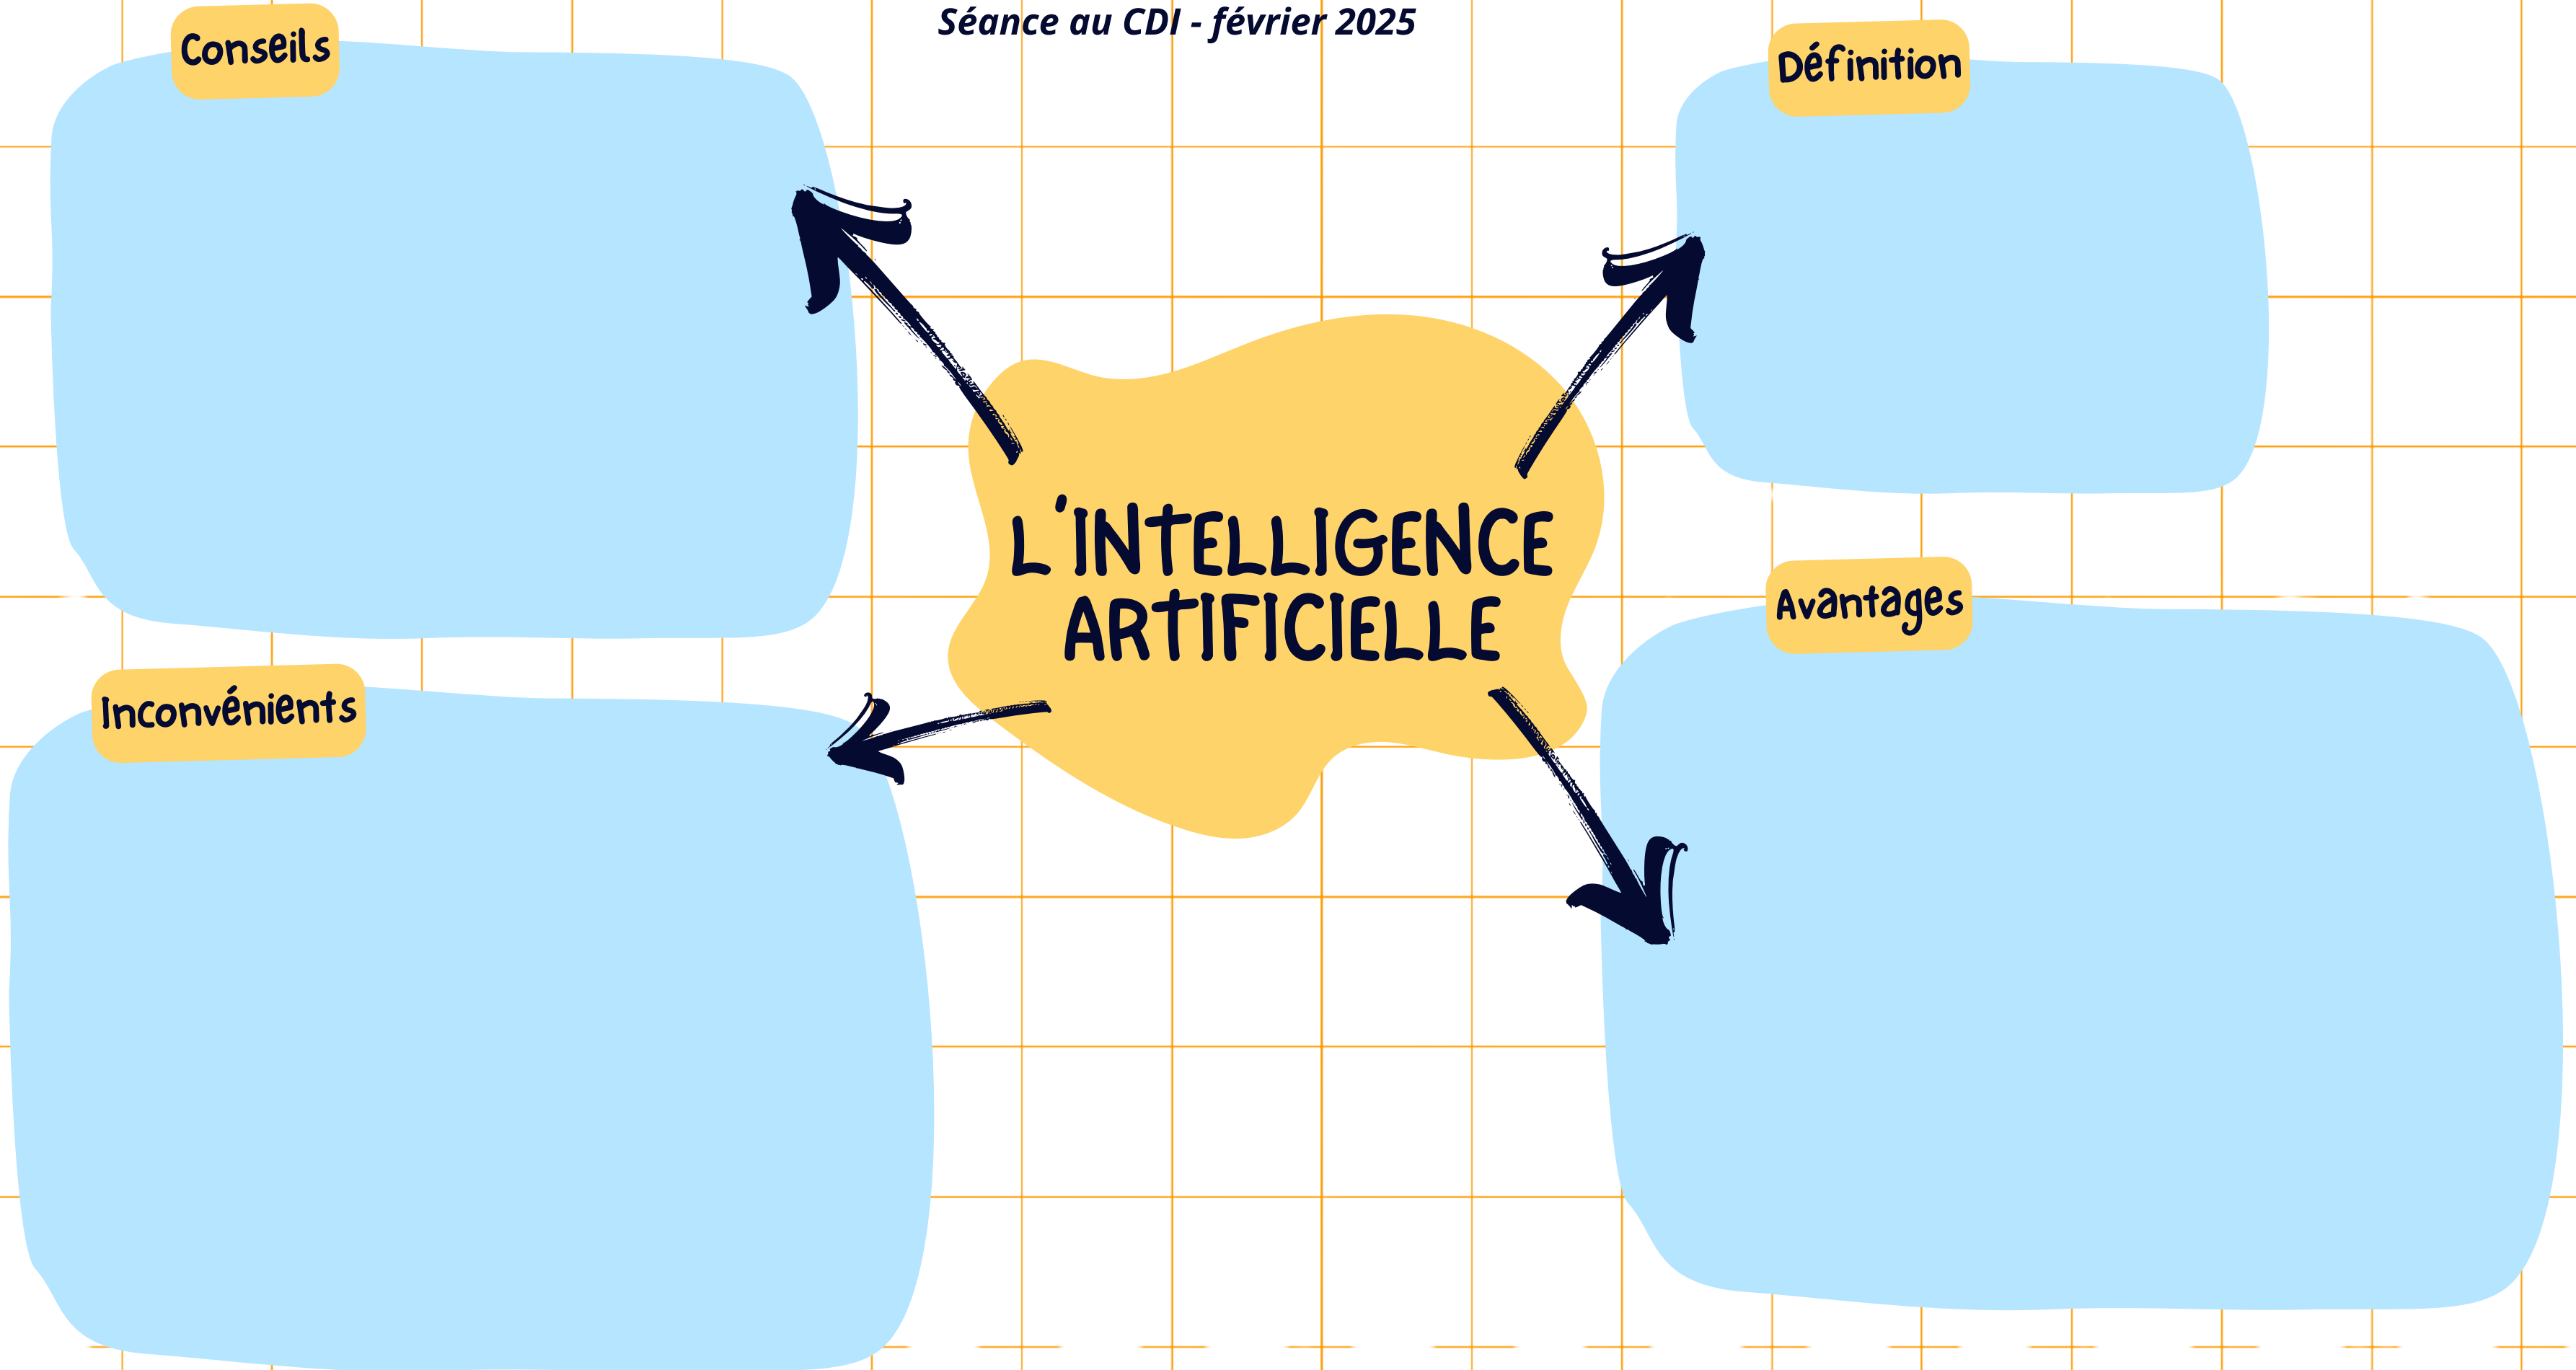 Séance au CDI - février 2025
Conseils
Définition
L'INTELLIGENCE
ARTIFICIELLE
Avantages
Inconvénients